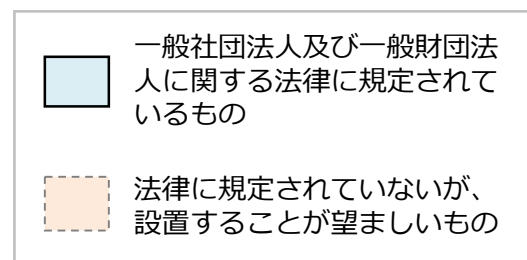 一般社団法人及び一般財団法
人に関する法律に規定されて
いるもの
法律に規定されていないが、
設置することが望ましいもの